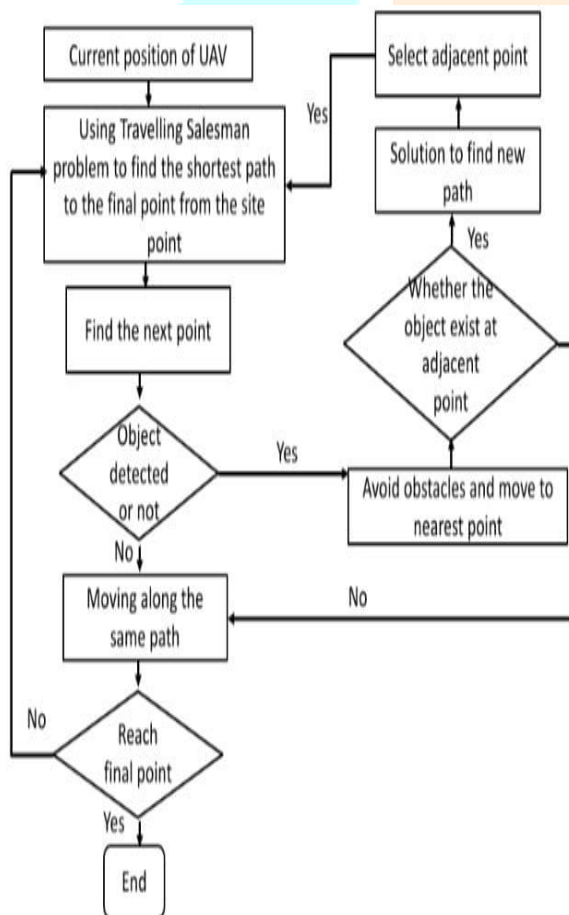 Current position of UAV
Using Travelling Salesman
problem to find the shortest path
to the final point from the site
point
Find the next point
Object
detected
or not
Yes
No
Moving along the
same path
No
Reach
final point
Yes
End
Select adjacent point
Yes
Solution to find new
path
Yes
Whether the
object exist at
adjacent
point
Avoid obstacles and move to
nearest point
No